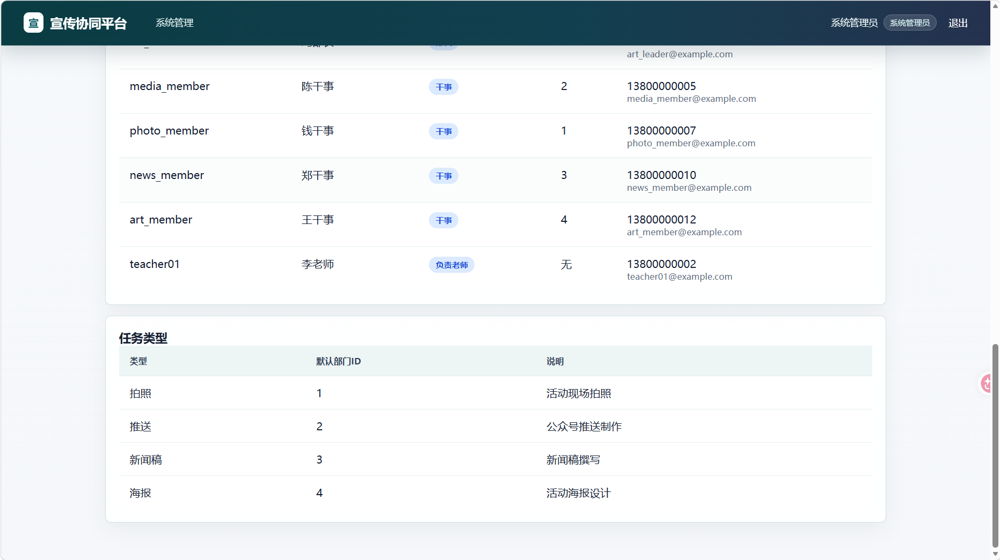 宣 宣传协同平台 系统管理 系统管理员 系统管理员 退出
art_leader@example.com
media_member 陈干事 干事 2 13800000005
media_member@example.com
photo_member 钱干事 干事 1 13800000007
photo_member@example.com
news_member 郑干事 干事 3 13800000010
news_member@example.com
art_member 王干事 干事 4 13800000012
art_member@example.com
teacher01 李老师 负责老师 无 13800000002
teacher01@example.com
任务类型
类型 默认部门ID 说明
拍照 1 活动现场拍照
推送 2 公众号推送制作
新闻稿 3 新闻稿撰写
海报 4 活动海报设计